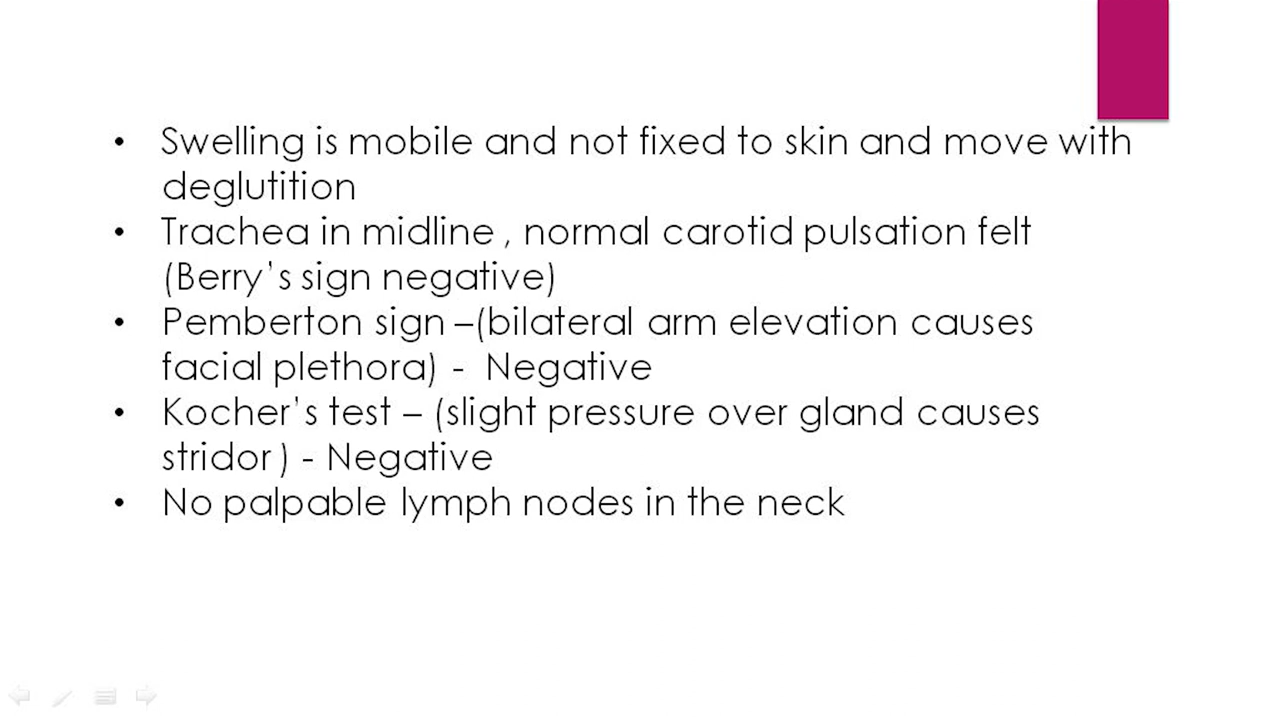 • Swelling is mobile and not fixed to skin and move with
deglutition
• Trachea in midline , normal carotid pulsation felt
(Berry's sign negative)
• Pemberton sign –(bilateral arm elevation causes
facial plethora) - Negative
• Kocher's test – (slight pressure over gland causes
stridor ) - Negative
• No palpable lymph nodes in the neck